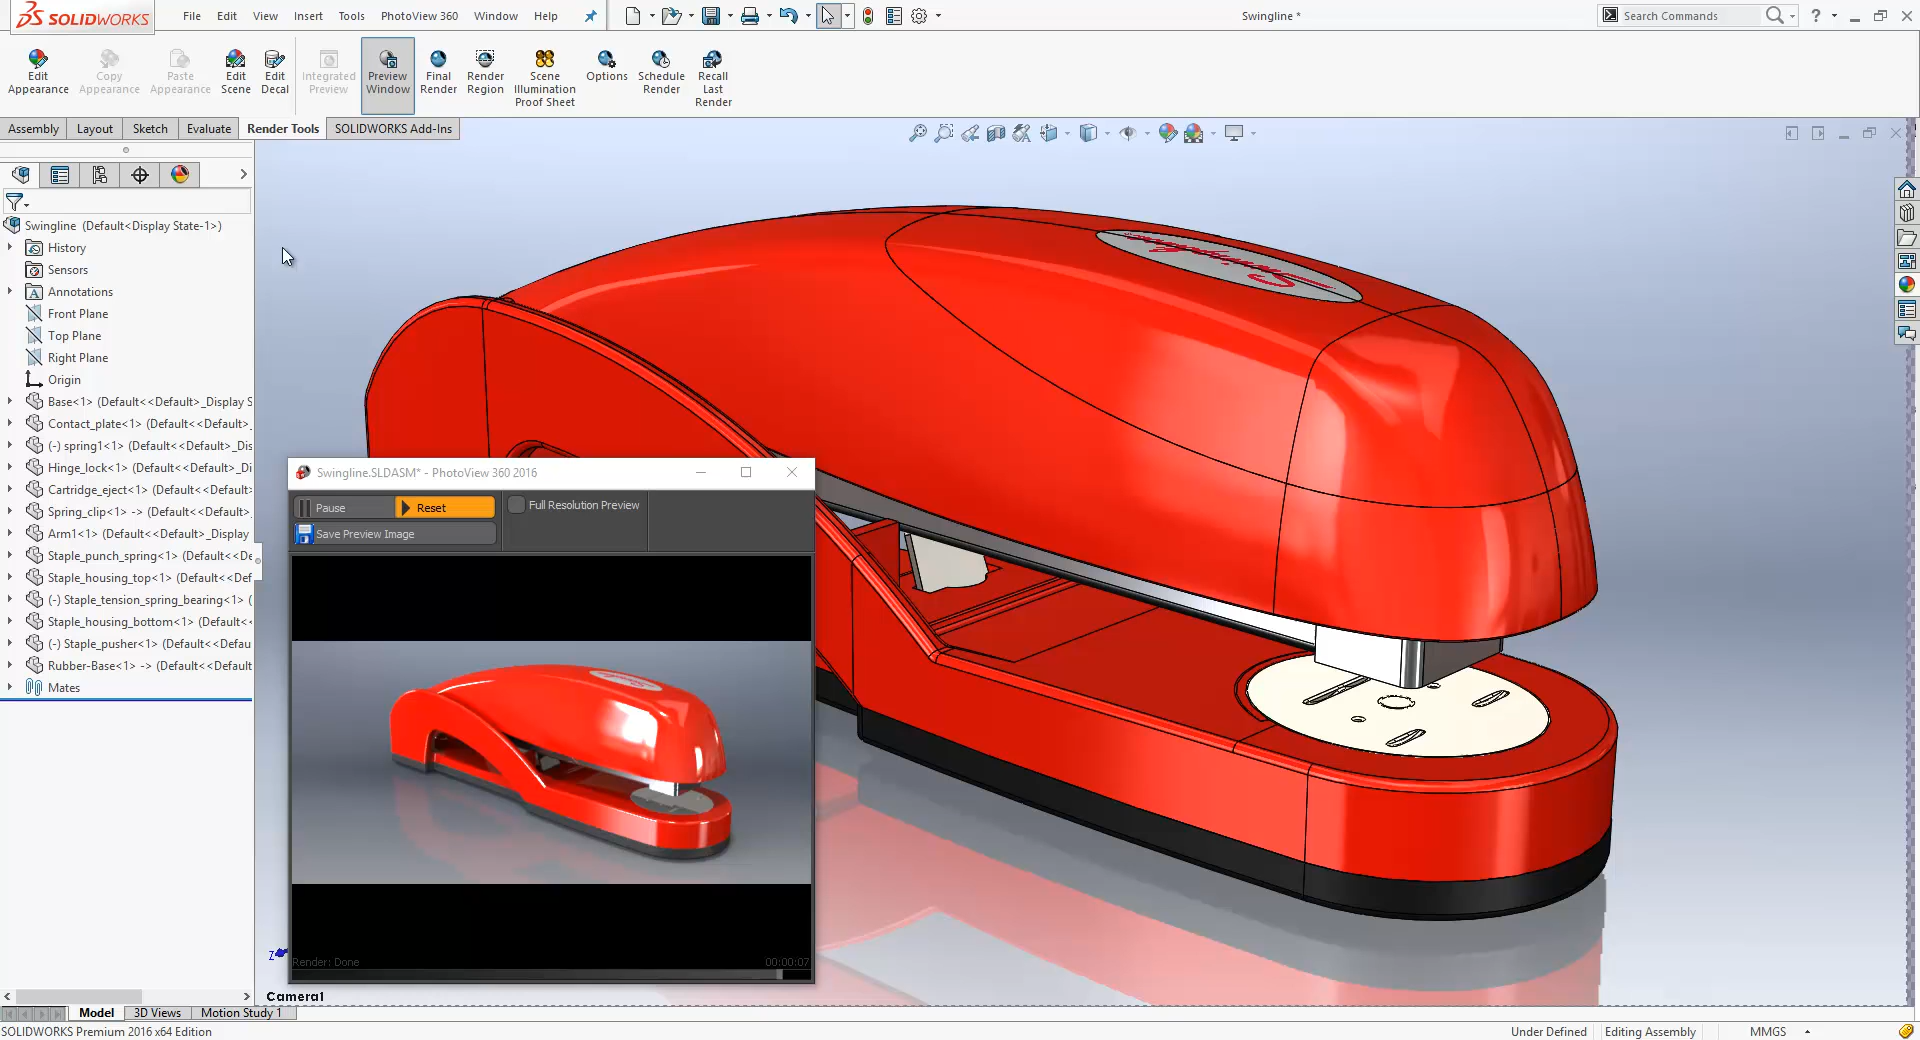 SOLIDWORKS
File Edit View Insert Tools PhotoView 360 Window Help
Swingline *
Search Commands
?
Edit Appearance
Copy Appearance
Paste Appearance
Edit Scene
Edit Decal
Integrated Preview
Preview Window
Final Render
Render Region
Scene Illumination Proof Sheet
Options
Schedule Render
Recall Last Render
Assembly Layout Sketch Evaluate Render Tools SOLIDWORKS Add-Ins
Swingline (Default<Display State-1>)
History
Sensors
Annotations
Front Plane
Top Plane
Right Plane
Origin
Base<1> (Default<<Default>_Display S
Contact_plate<1> (Default<<Default>_
(-) spring1<1> (Default<<Default>_Dis
Hinge_lock<1> (Default<<Default>_Dis
Cartridge_eject<1> (Default<<Default>
Spring_clip<1> -> (Default<<Default>_
Arm1<1> (Default<<Default>_Display
Staple_punch_spring<1> (Default<<De
Staple_housing_top<1> (Default<<Def
(-) Staple_tension_spring_bearing<1> (
Staple_housing_bottom<1> (Default<<
(-) Staple_pusher<1> (Default<<Defau
Rubber-Base<1> -> (Default<<Default
Mates
Swingline
Swingline.SLDASM* - PhotoView 360 2016
Pause Reset Full Resolution Preview
Save Preview Image
Render: Done 00:00:07
Z
Camera1
Model 3D Views Motion Study 1
SOLIDWORKS Premium 2016 x64 Edition
Under Defined Editing Assembly MMGS